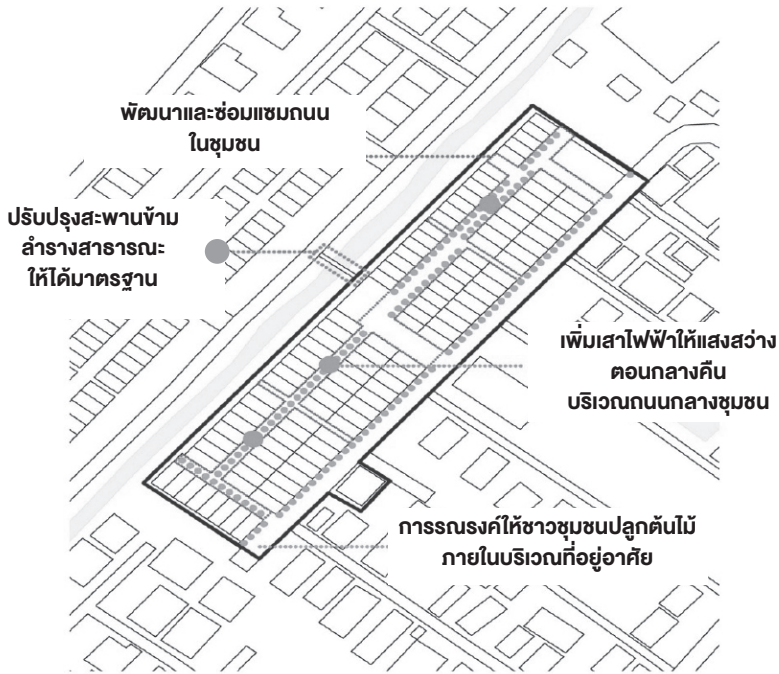 พัฒนาและซ่อมแซมถนน
ในชุมชน
ปรับปรุงสะพานข้าม
ลำรางสาธารณะ
ให้ได้มาตรฐาน
เพิ่มเสาไฟฟ้าให้แสงสว่าง
ตอนกลางคืน
บริเวณถนนกลางชุมชน
การรณรงค์ให้ชาวชุมชนปลูกต้นไม้
ภายในบริเวณที่อยู่อาศัย